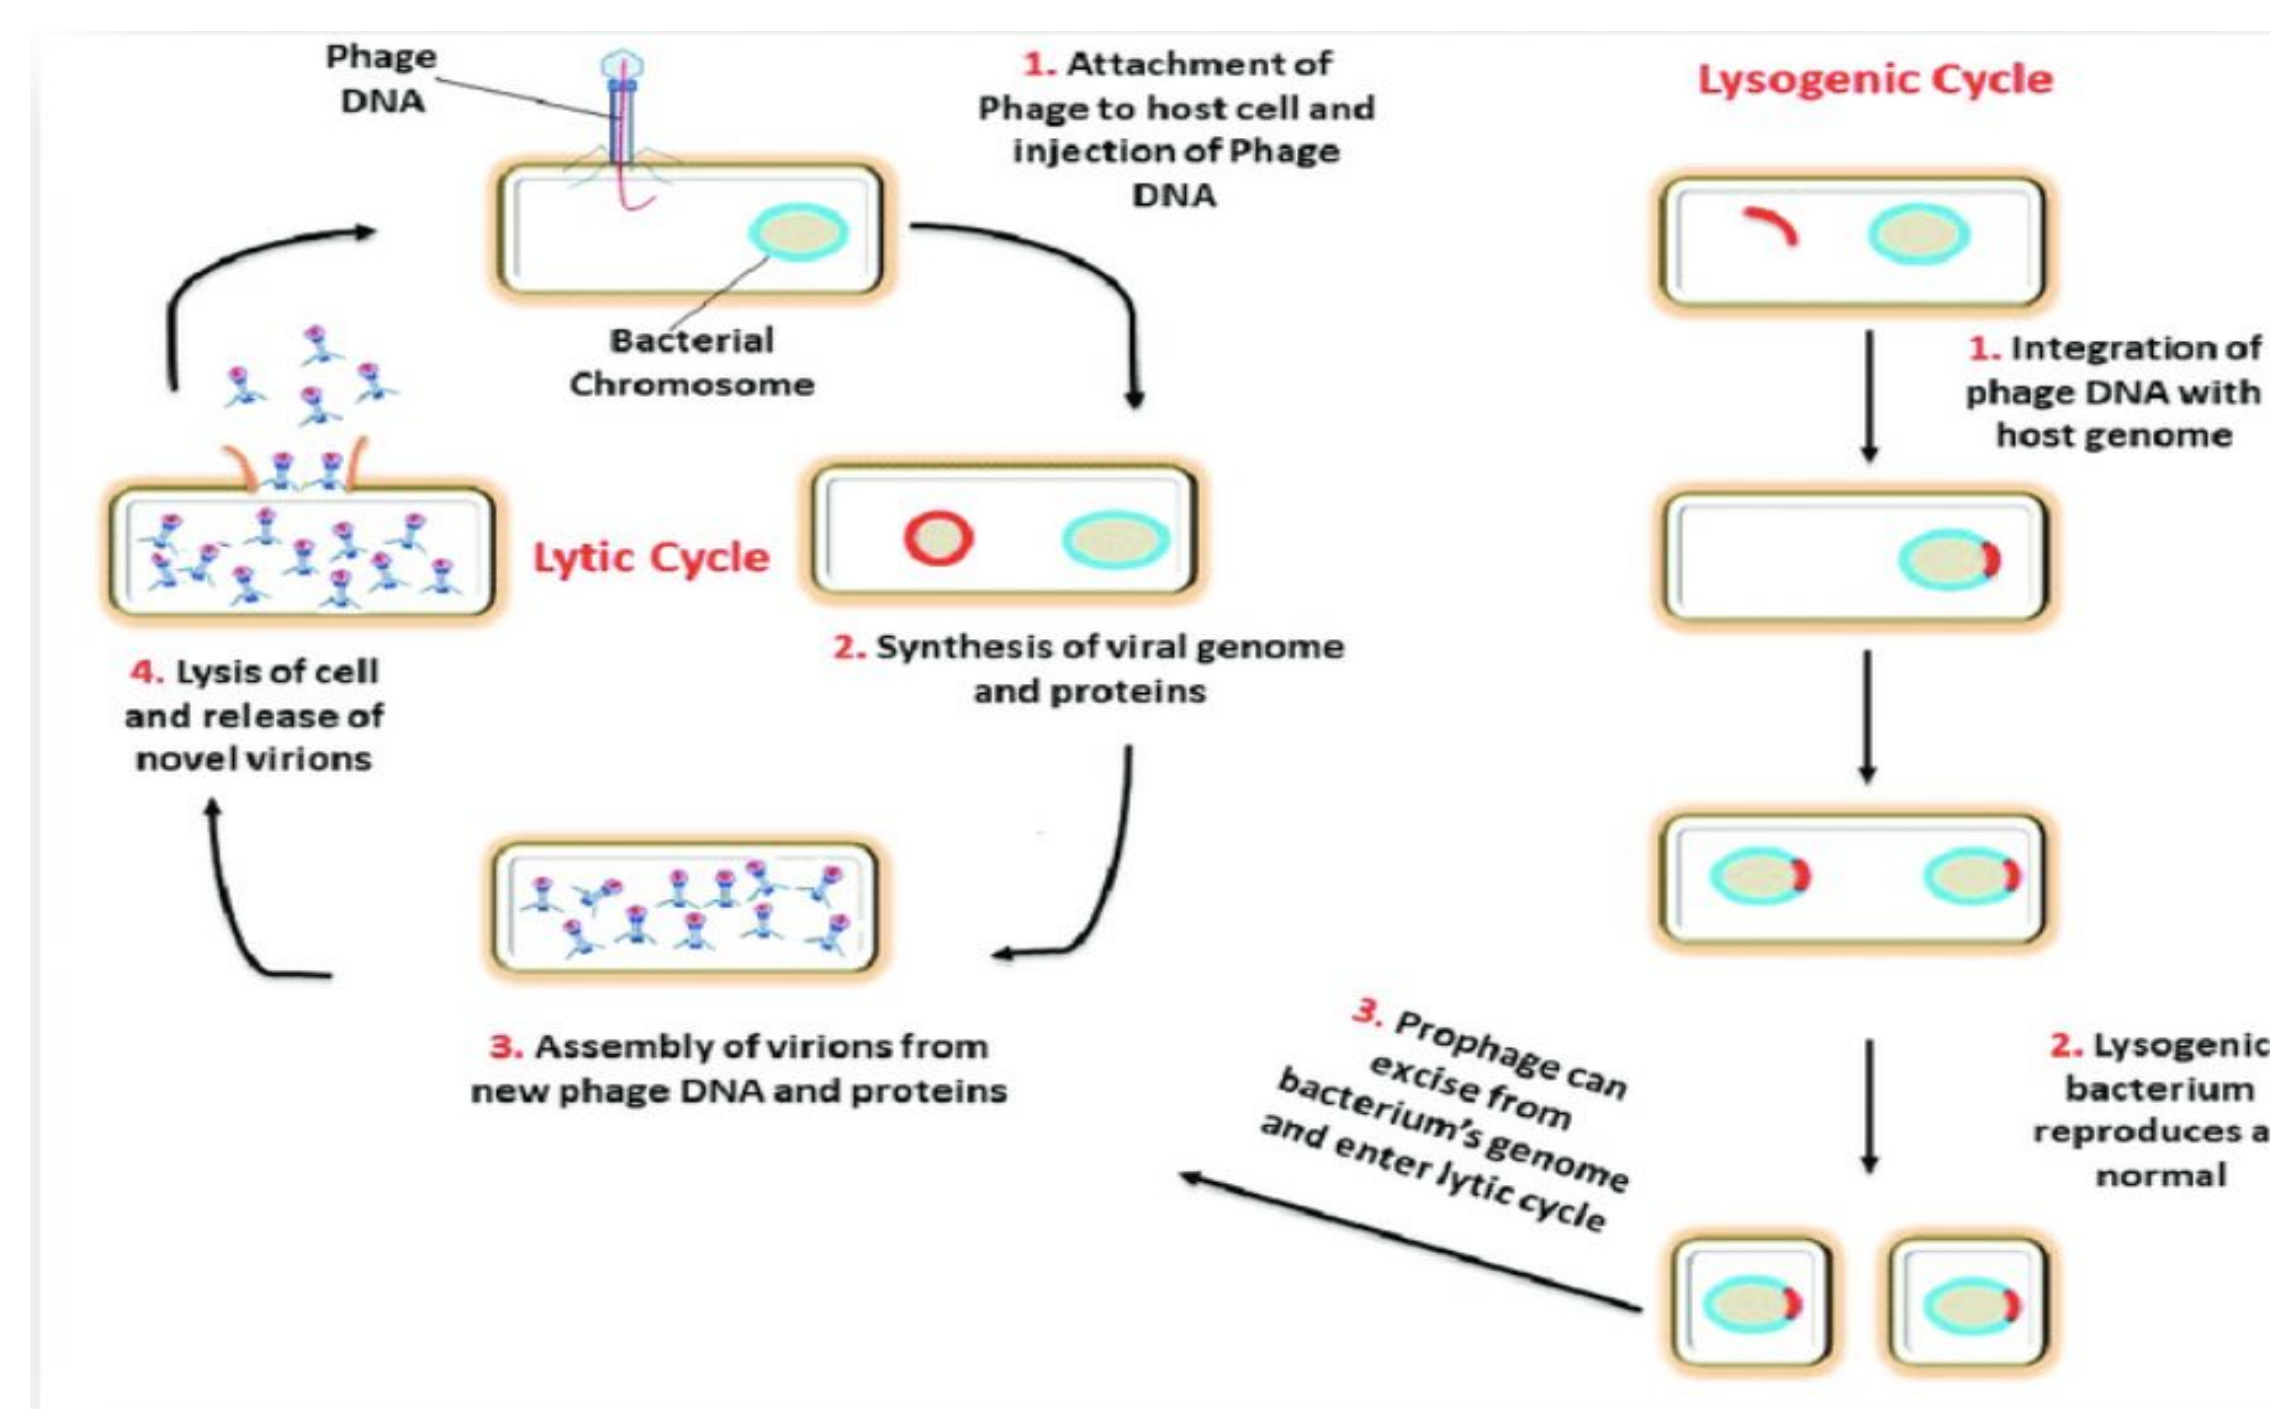 Phage
DNA
1. Attachment of
Phage to host cell and
injection of Phage
DNA
Bacterial
Chromosome
Lytic Cycle
2. Synthesis of viral genome
and proteins
3. Assembly of virions from
new phage DNA and proteins
4. Lysis of cell
and release of
novel virions
Lysogenic Cycle
1. Integration of
phage DNA with
host genome
2. Lysogenic
bacterium
reproduces a
normal
3. Prophage can
excise from
bacterium's genome
and enter lytic cycle